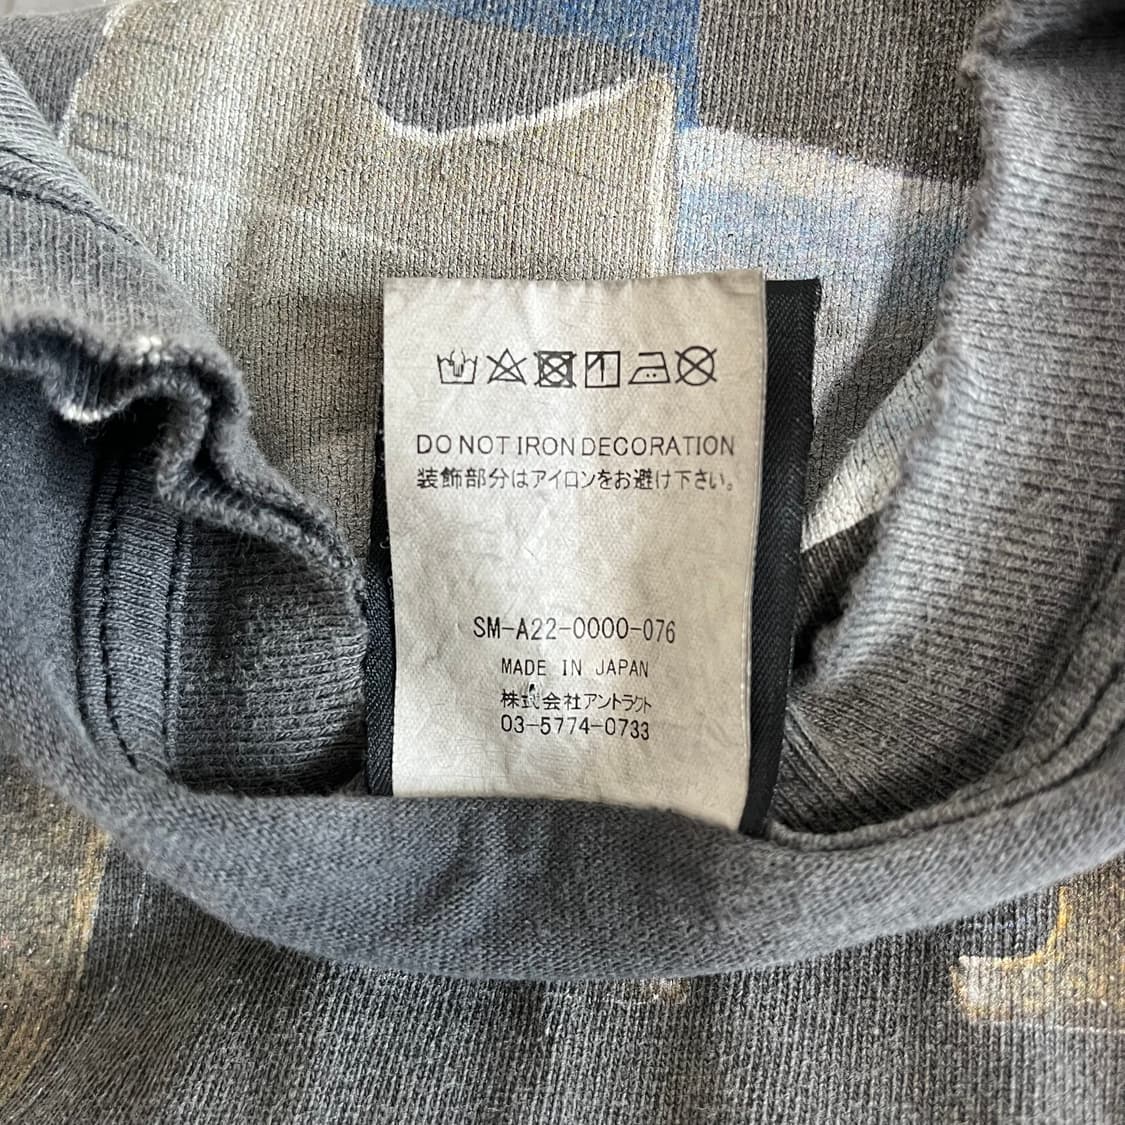 DO NOT IRON DECORATION
装飾部分はアイロンをお避け下さい。
SM-A22-0000-076
MADE IN JAPAN
株式会社アントラクト
03-5774-0733